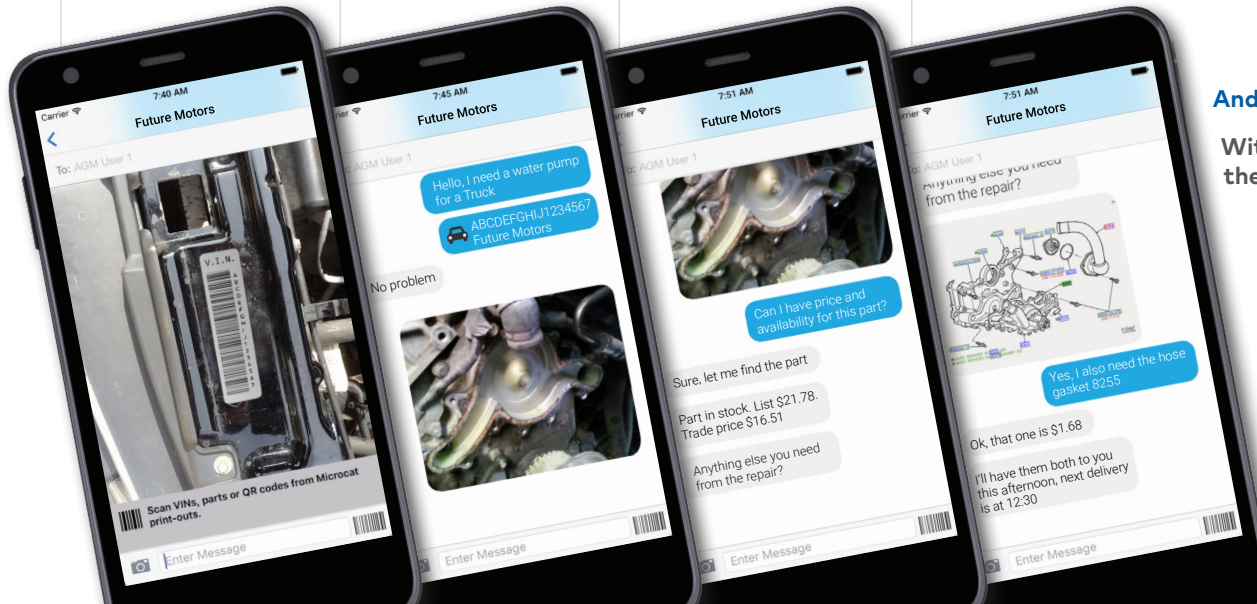 Carrier
7:40 AM
Future Motors
To: AGM User 1
V.I.N.
ABCDEFGHIJ1234567
Scan VINs, parts or QR codes from Microcat
print-outs.
Enter Message
7:45 AM
Future Motors
AGM User 1
Hello, I need a water pump
for a Truck
ABCDEFGHIJ1234567
Future Motors
No problem
Enter Message
7:51 AM
Future Motors
AGM User 1
Can I have price and
availability for this part?
Sure, let me find the part
Part in stock. List $21.78.
Trade price $16.51
Anything else you need
from the repair?
Enter Message
7:51 AM
Future Motors
AGM User 1
Anything else you need
from the repair?
Yes, I also need the hose
gasket 8255
Ok, that one is $1.68
I'll have them both to you
this afternoon, next delivery
is at 12:30
Enter Message
And